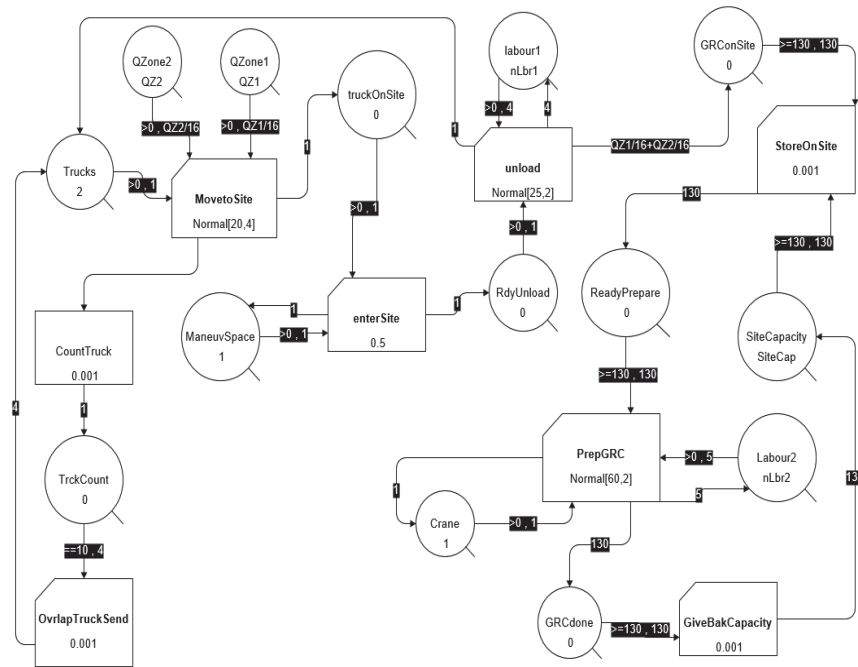 QZone2
QZ2
QZone1
QZ1
truckOnSite
0
labour1
nLbr1
GRConSite
0
>=130 , 130
>0 , QZ2/16
>0 , QZ1/16
>0 , 4
4
1
1
QZ1/16+QZ2/16
unload
Normal[25,2]
StoreOnSite
0.001
Trucks
2
>0 , 1
MovetoSite
Normal[20,4]
>0 , 1
>0 , 1
130
>=130 , 130
RdyUnload
0
ReadyPrepare
0
SiteCapacity
SiteCap
1
ManeuvSpace
1
>0 , 1
enterSite
0.5
1
CountTruck
0.001
>=130 , 130
4
1
PrepGRC
Normal[60,2]
>0 , 5
Labour2
nLbr2
5
13
TrckCount
0
1
Crane
1
>0 , 1
130
==10 , 4
OvrlapTruckSend
0.001
GRCdone
0
>=130 , 130
GiveBakCapacity
0.001